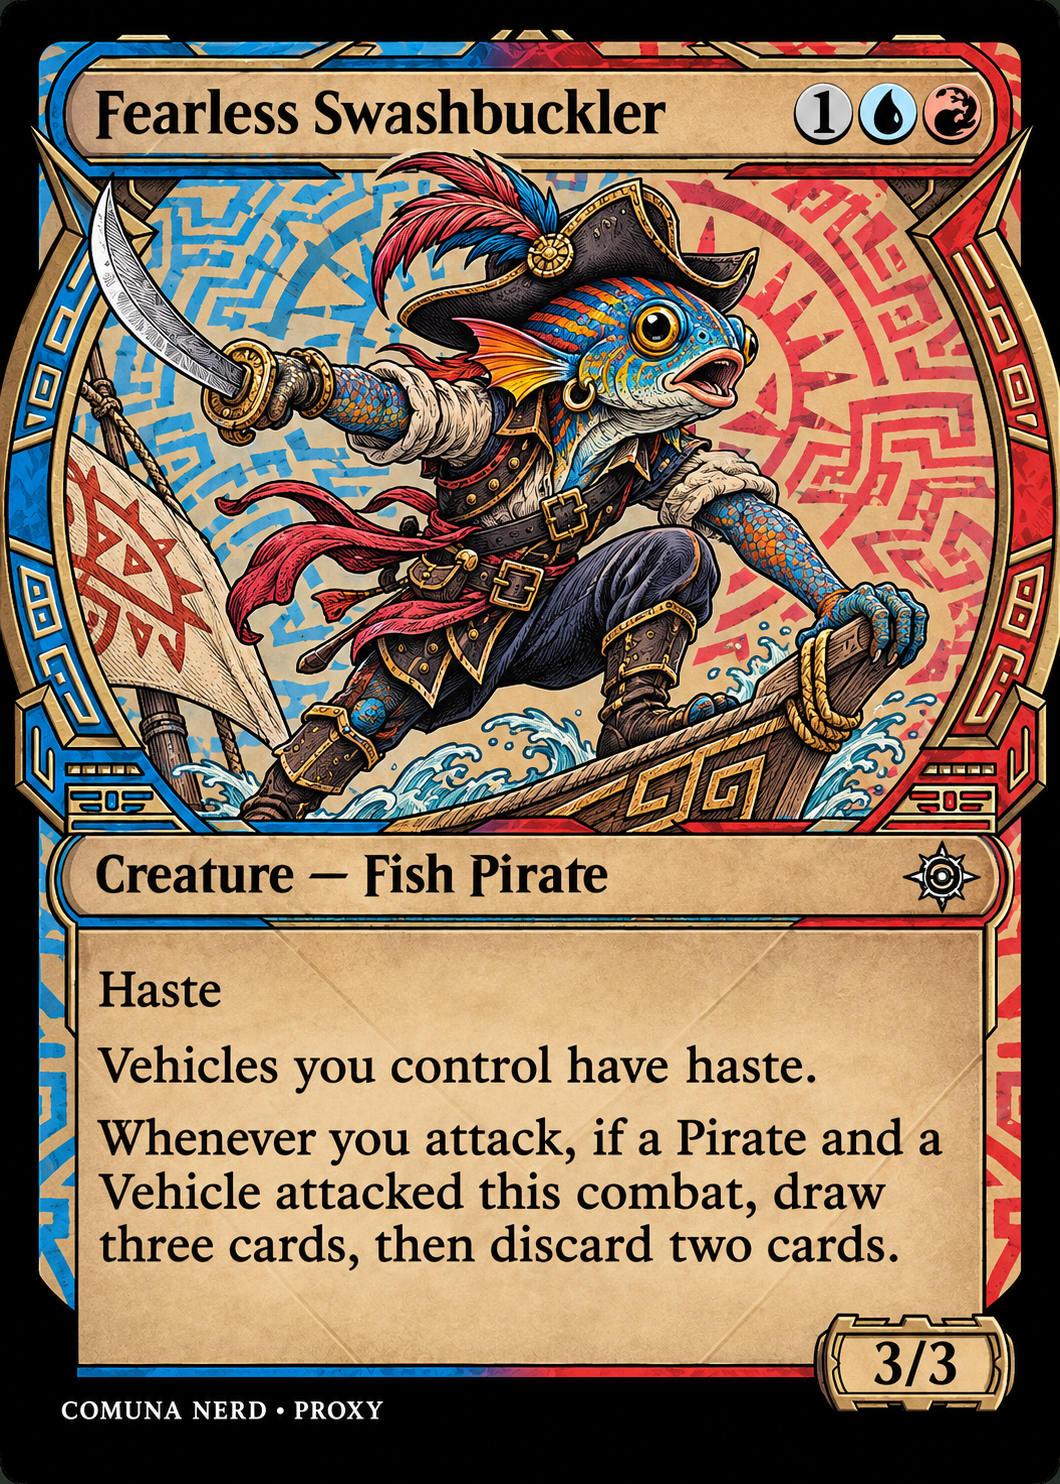 Fearless Swashbuckler
1
Creature — Fish Pirate
Haste
Vehicles you control have haste.
Whenever you attack, if a Pirate and a
Vehicle attacked this combat, draw
three cards, then discard two cards.
3/3
COMUNA NERD • PROXY